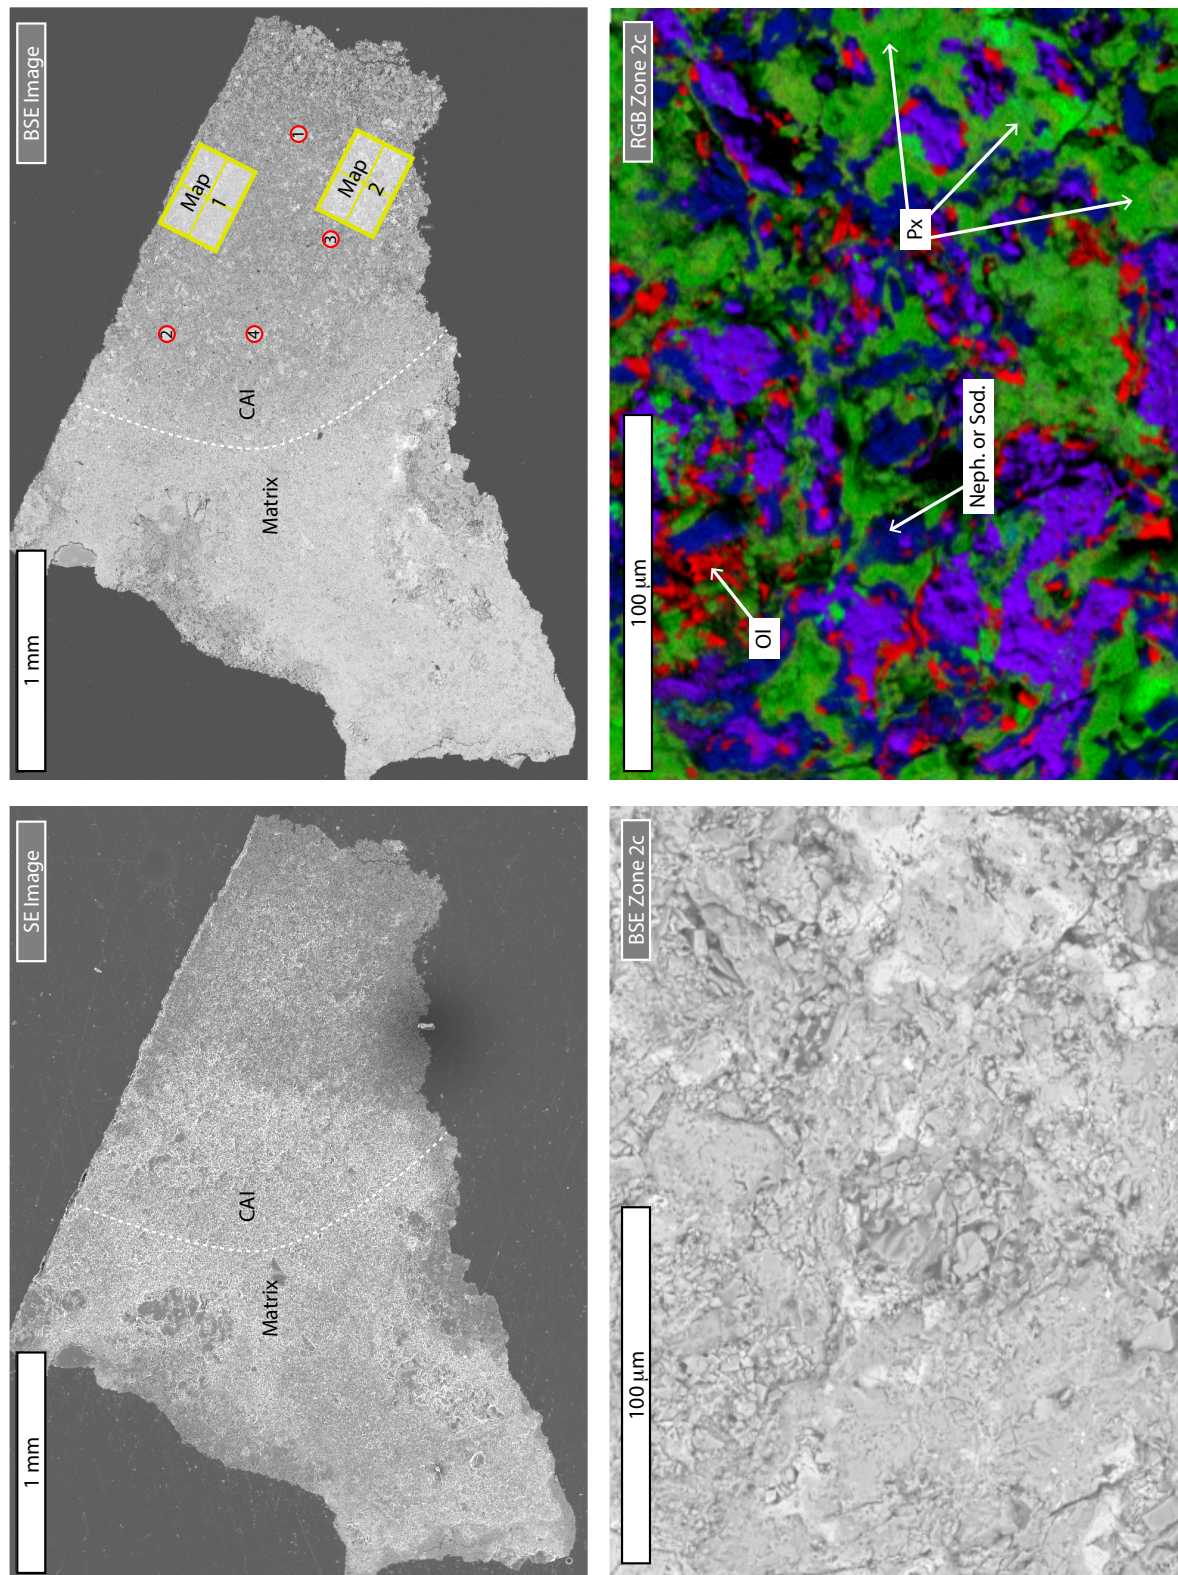 SE Image
CAI
Matrix
1 mm
BSE Image
Map
1
Map
2
1
2
3
4
CAI
Matrix
1 mm
BSE Zone 2c
100 μm
RGB Zone 2c
Px
Neph. or Sod.
Ol
100 μm